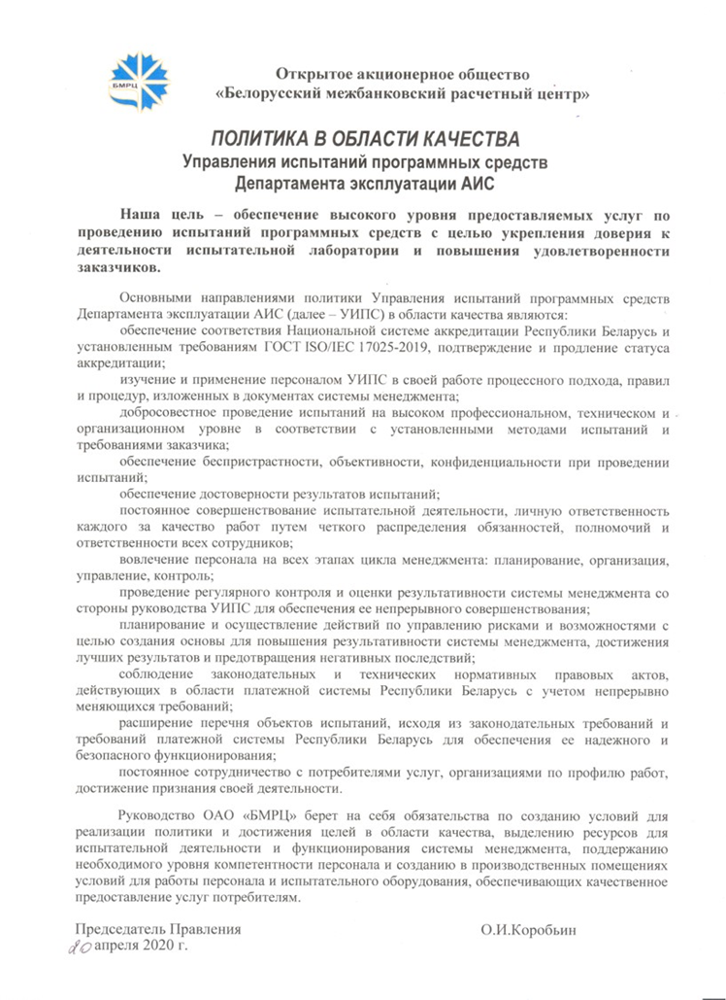 БМРЦ
Открытое акционерное общество
«Белорусский межбанковский расчетный центр»
ПОЛИТИКА В ОБЛАСТИ КАЧЕСТВА
Управления испытаний программных средств
Департамента эксплуатации АИС
Наша цель – обеспечение высокого уровня предоставляемых услуг по
проведению испытаний программных средств с целью укрепления доверия к
деятельности испытательной лаборатории и повышения удовлетворенности
заказчиков.
Основными направлениями политики Управления испытаний программных средств
Департамента эксплуатации АИС (далее – УИПС) в области качества являются:
обеспечение соответствия Национальной системе аккредитации Республики Беларусь и
установленным требованиям ГОСТ ISO/IEC 17025-2019, подтверждение и продление статуса
аккредитации;
изучение и применение персоналом УИПС в своей работе процессного подхода, правил
и процедур, изложенных в документах системы менеджмента;
добросовестное проведение испытаний на высоком профессиональном, техническом и
организационном уровне в соответствии с установленными методами испытаний и
требованиями заказчика;
обеспечение беспристрастности, объективности, конфиденциальности при проведении
испытаний;
обеспечение достоверности результатов испытаний;
постоянное совершенствование испытательной деятельности, личную ответственность
каждого за качество работ путем четкого распределения обязанностей, полномочий и
ответственности всех сотрудников;
вовлечение персонала на всех этапах цикла менеджмента: планирование, организация,
управление, контроль;
проведение регулярного контроля и оценки результативности системы менеджмента со
стороны руководства УИПС для обеспечения ее непрерывного совершенствования;
планирование и осуществление действий по управлению рисками и возможностями с
целью создания основы для повышения результативности системы менеджмента, достижения
лучших результатов и предотвращения негативных последствий;
соблюдение законодательных и технических нормативных правовых актов,
действующих в области платежной системы Республики Беларусь с учетом непрерывно
меняющихся требований;
расширение перечня объектов испытаний, исходя из законодательных требований и
требований платежной системы Республики Беларусь для обеспечения ее надежного и
безопасного функционирования;
постоянное сотрудничество с потребителями услуг, организациями по профилю работ,
достижение признания своей деятельности.
Руководство ОАО «БМРЦ» берет на себя обязательства по созданию условий для
реализации политики и достижения целей в области качества, выделению ресурсов для
испытательной деятельности и функционирования системы менеджмента, поддержанию
необходимого уровня компетентности персонала и созданию в производственных помещениях
условий для работы персонала и испытательного оборудования, обеспечивающих качественное
предоставление услуг потребителям.
Председатель Правления О.И.Коробьин
20 апреля 2020 г.